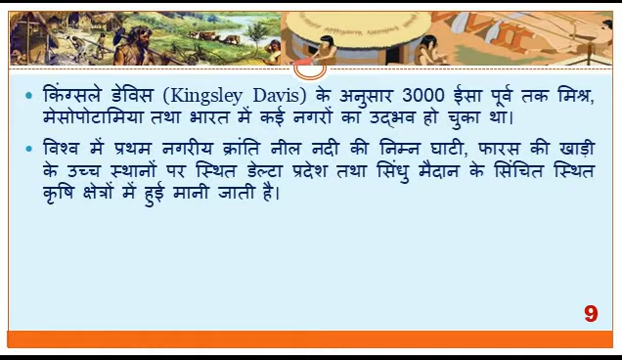 • किंग्सले डेविस (Kingsley Davis) के अनुसार 3000 ईसा पूर्व तक मिश्र,
मेसोपोटामिया तथा भारत में कई नगरों का उद्भव हो चुका था।
• विश्व में प्रथम नगरीय क्रांति नील नदी की निम्न घाटी, फारस की खाड़ी
के उच्च स्थानों पर स्थित डेल्टा प्रदेश तथा सिंधु मैदान के सिंचित स्थित
कृषि क्षेत्रों में हुई मानी जाती है।
9